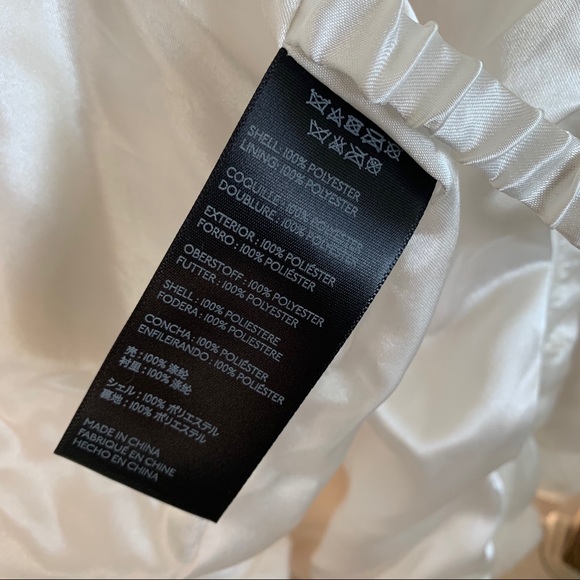 SHELL: 100% POLYESTER
LINING: 100% POLYESTER
COQUILLE : 100% POLYESTER
DOUBLURE : 100% POLYESTER
EXTERIOR : 100% POLIÉSTER
FORRO : 100% POLIÉSTER
OBERSTOFF : 100% POLYESTER
FUTTER : 100% POLYESTER
SHELL : 100% POLIESTERE
FODERA : 100% POLIESTERE
CONCHA : 100% POLIÉSTER
ENFILEIRANDO : 100% POLIÉSTER
壳 : 100% 涤纶
衬里 : 100% 涤纶
シェル : 100% ポリエステル
裏地 : 100% ポリエステル
MADE IN CHINA
FABRIQUÉ EN CHINE
HECHO EN CHINA